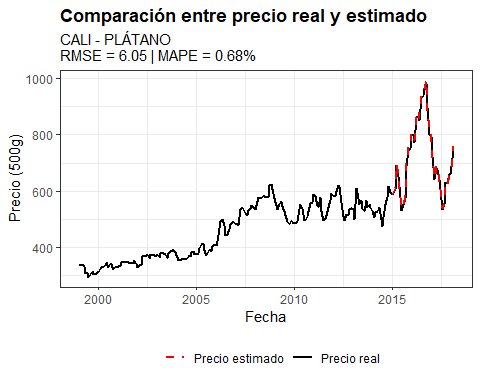 Comparación entre precio real y estimado
CALI - PLÁTANO
RMSE = 6.05 | MAPE = 0.68%
Precio (500g)
1000
800
600
400
2000
2005
2010
2015
Fecha
Precio estimado
Precio real